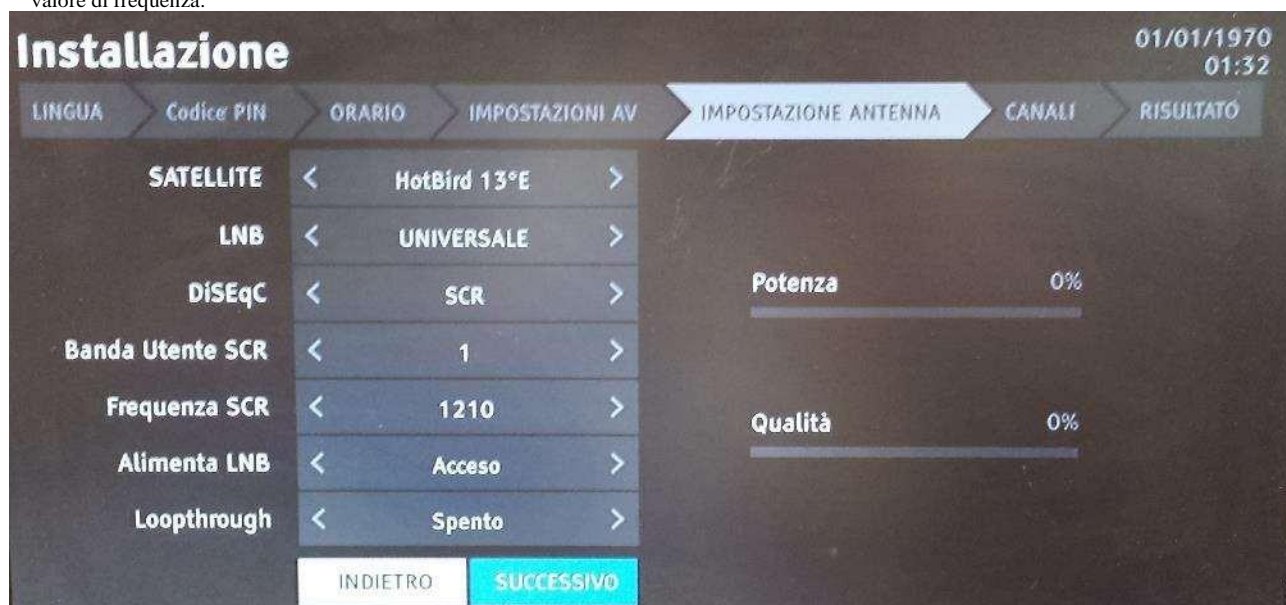 valore di frequenza.
Installazione
01/01/1970
01:32
LINGUA Codice PIN ORARIO IMPOSTAZIONI AV IMPOSTAZIONE ANTENNA CANALI RISULTATO
SATELLITE < HotBird 13°E >
LNB < UNIVERSALE >
DiSEqC < SCR >
Potenza 0%
Banda Utente SCR < 1 >
Frequenza SCR < 1210 >
Qualità 0%
Alimenta LNB < Acceso >
Loopthrough < Spento >
INDIETRO SUCCESSIVO